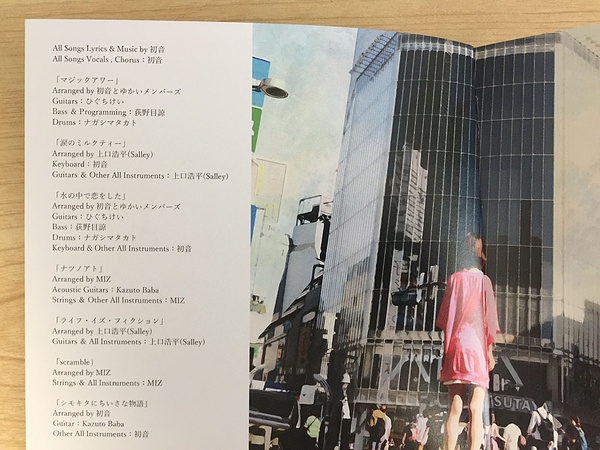 All Songs Lyrics & Music by 初音
All Songs Vocals , Chorus：初音
「マジックアワー」
Arranged by 初音とゆかいメンバーズ
Guitars：ひぐちけい
Bass & Programming：荻野目諒
Drums：ナガシマタカト
「涙のミルクティー」
Arranged by 上口浩平(Salley)
Keyboard：初音
Guitars & Other All Instruments：上口浩平(Salley)
「水の中で恋をした」
Arranged by 初音とゆかいメンバーズ
Guitars：ひぐちけい
Bass：荻野目諒
Drums：ナガシマタカト
Keyboard & Other All Instruments：初音
「ナツノアト」
Arranged by MIZ
Acoustic Guitars：Kazuto Baba
Strings & Other All Instruments：MIZ
「ライフ・イズ・フィクション」
Arranged by 上口浩平(Salley)
Guitars & All Instruments：上口浩平(Salley)
「scramble」
Arranged by MIZ
Strings & All Instruments：MIZ
「シモキタにちいさな物語」
Arranged by 初音
Guitar：Kazuto Baba
Other All Instruments：初音